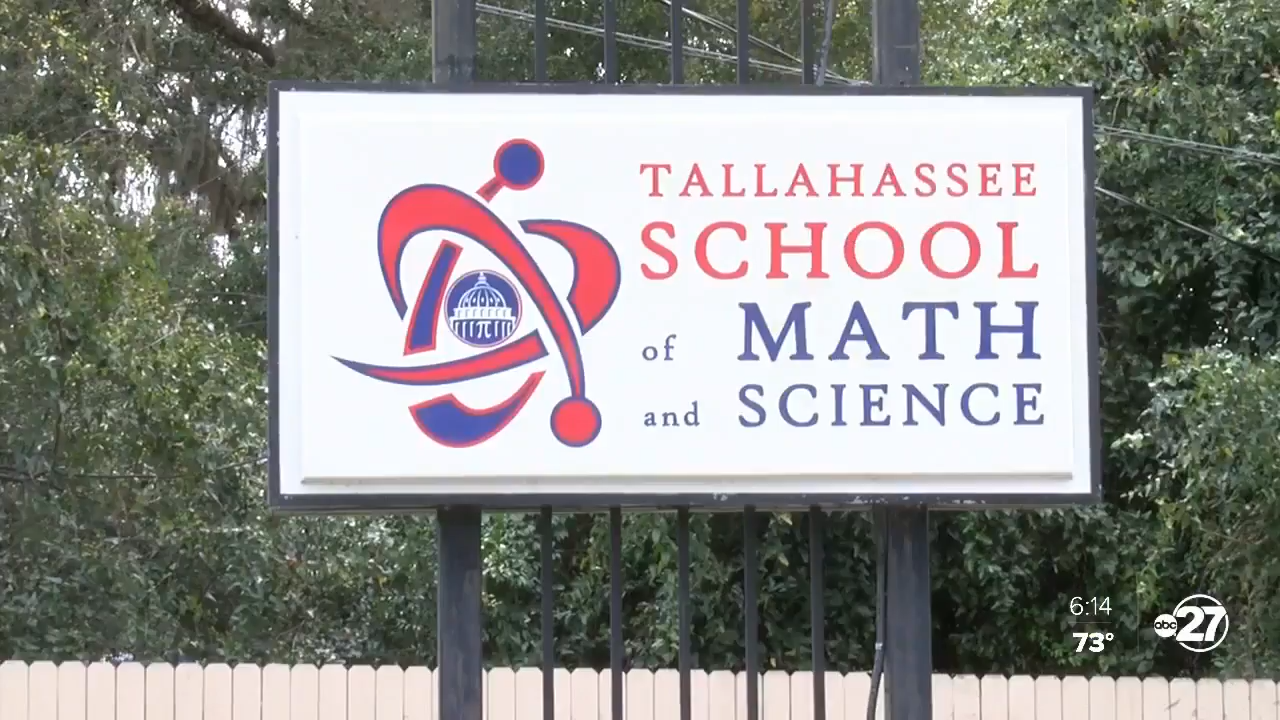 TALLAHASSEE
SCHOOL
of MATH
and SCIENCE
π
6:14
73°
abc 27